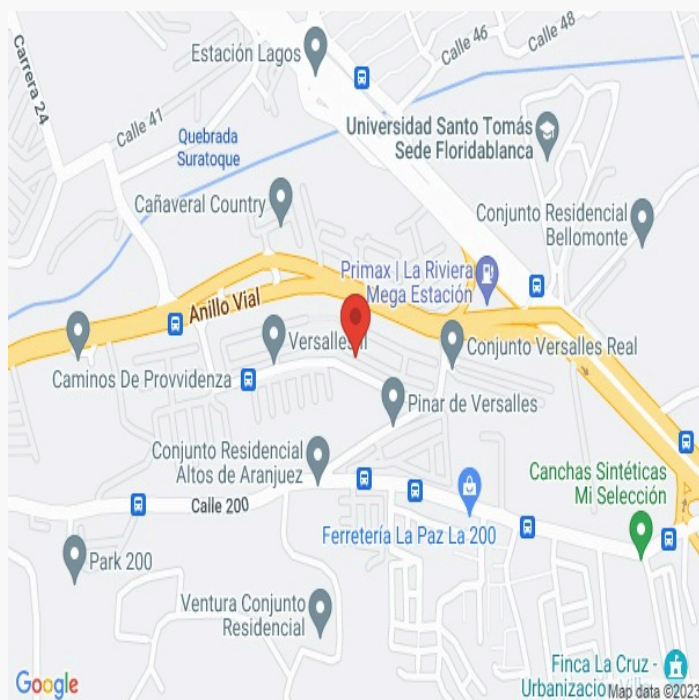 Carrera 24
Estación Lagos
Calle 46
Calle 48
Calle 41
Quebrada
Suratoque
Universidad Santo Tomás
Sede Floridablanca
Cañaveral Country
Conjunto Residencial
Bellomonte
Primax | La Riviera
Mega Estación
Anillo Vial
Conjunto Versalles Real
Caminos De Provvidenza
Pinar de Versalles
Conjunto Residencial
Altos de Aranjuez
Canchas Sintéticas
Mi Selección
Calle 200
Ferretería La Paz La 200
Park 200
Ventura Conjunto
Residencial
Finca La Cruz -
Google
Map data ©2023